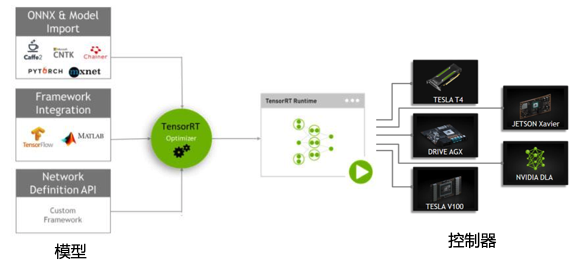 ONNX & Model
Import
Caffe2
Microsoft
CNTK
Chainer
PYTORCH
mxnet
Framework
Integration
TensorFlow
MATLAB
Network
Definition API
Custom
Framework
模型
TensorRT
Optimizer
TensorRT Runtime
TESLA T4
JETSON Xavier
DRIVE AGX
NVIDIA DLA
TESLA V100
控制器